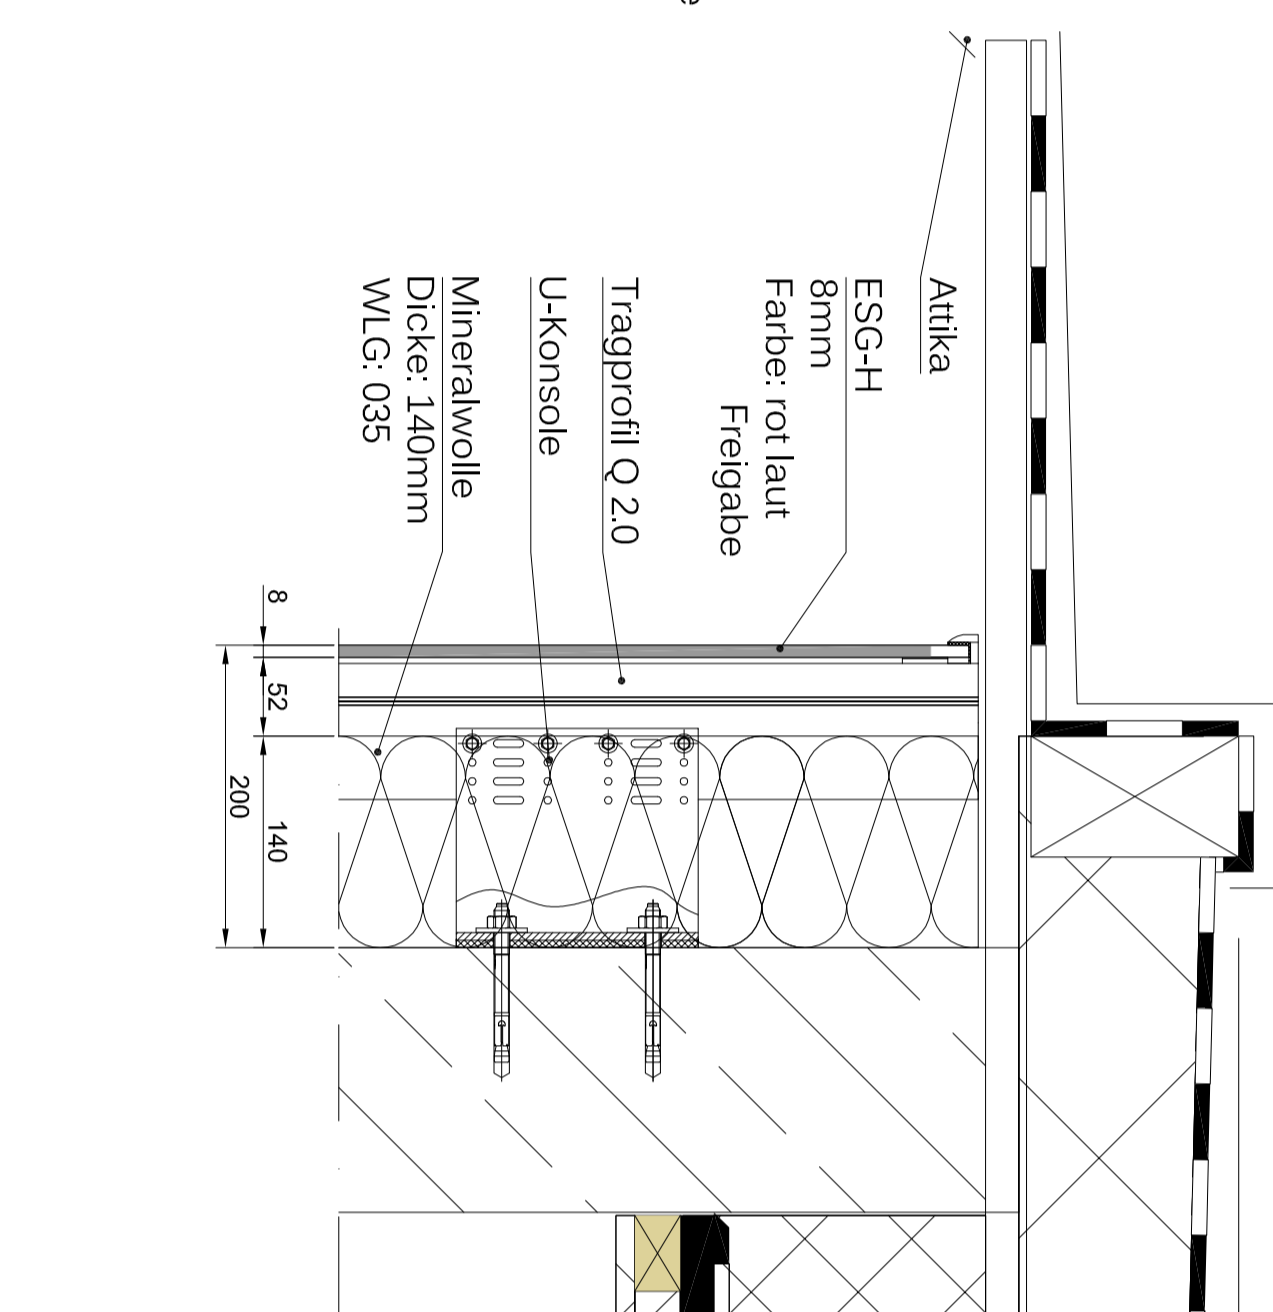 Attika
ESG-H
8mm
Farbe: rot laut
Freigabe
Tragprofil Q 2.0
U-Konsole
Mineralwolle
Dicke: 140mm
WLG: 035
8
52
140
200